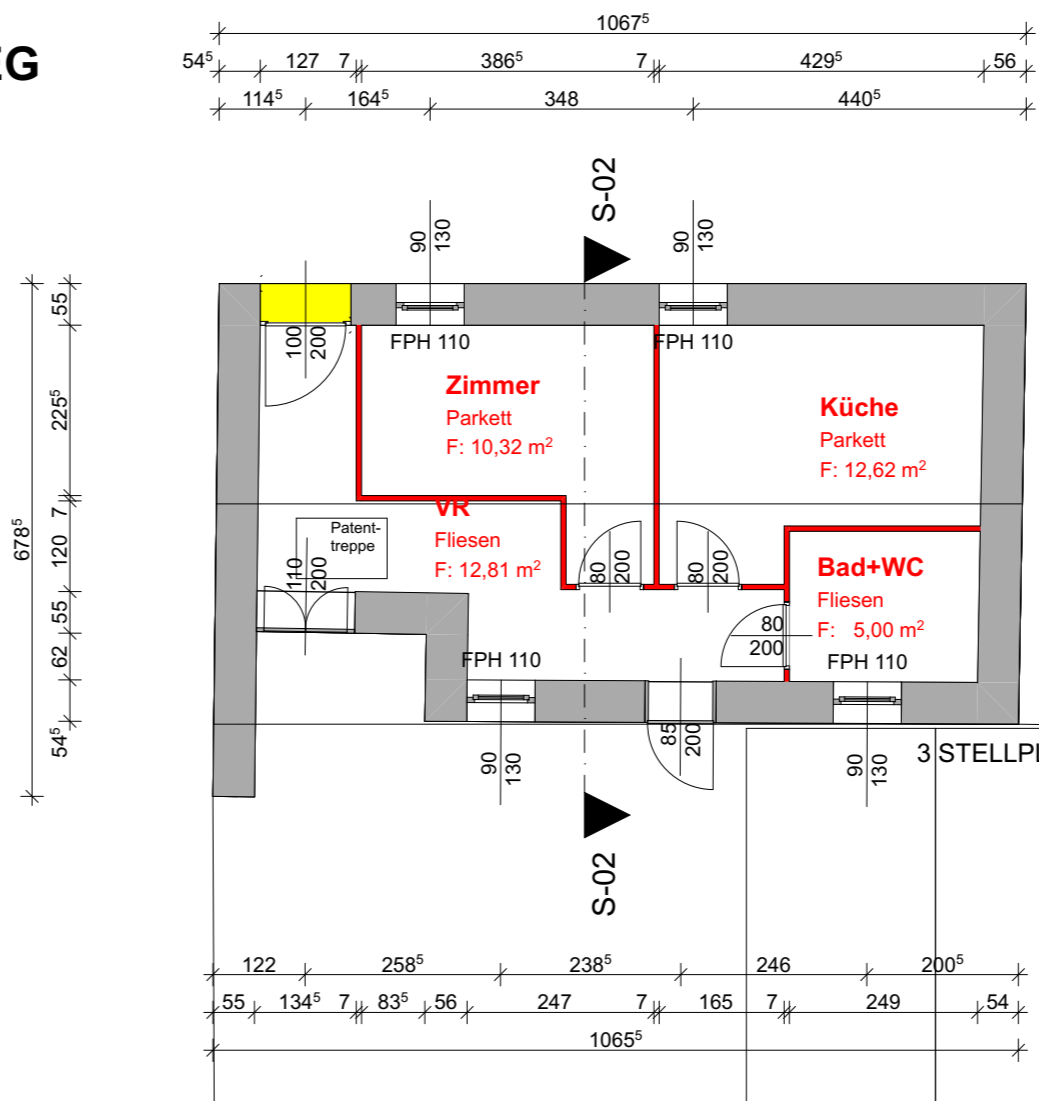 EG
1067⁵
54⁵ 127 7 386⁵ 7 429⁵ 56
114⁵ 164⁵ 348 440⁵
S-02
90
130
90
130
678⁵
55
225⁵
7
120
55
62
54⁵
100
200
FPH 110
FPH 110
Zimmer
Parkett
F: 10,32 m²
Küche
Parkett
F: 12,62 m²
VR
Fliesen
F: 12,81 m²
Patent-
treppe
110
200
80
200
80
200
Bad+WC
Fliesen
F: 5,00 m²
80
200
FPH 110
FPH 110
90
130
85
200
90
130
3 STELLPL
S-02
122 258⁵ 238⁵ 246 200⁵
55 134⁵ 7 83⁵ 56 247 7 165 7 249 54
1065⁵